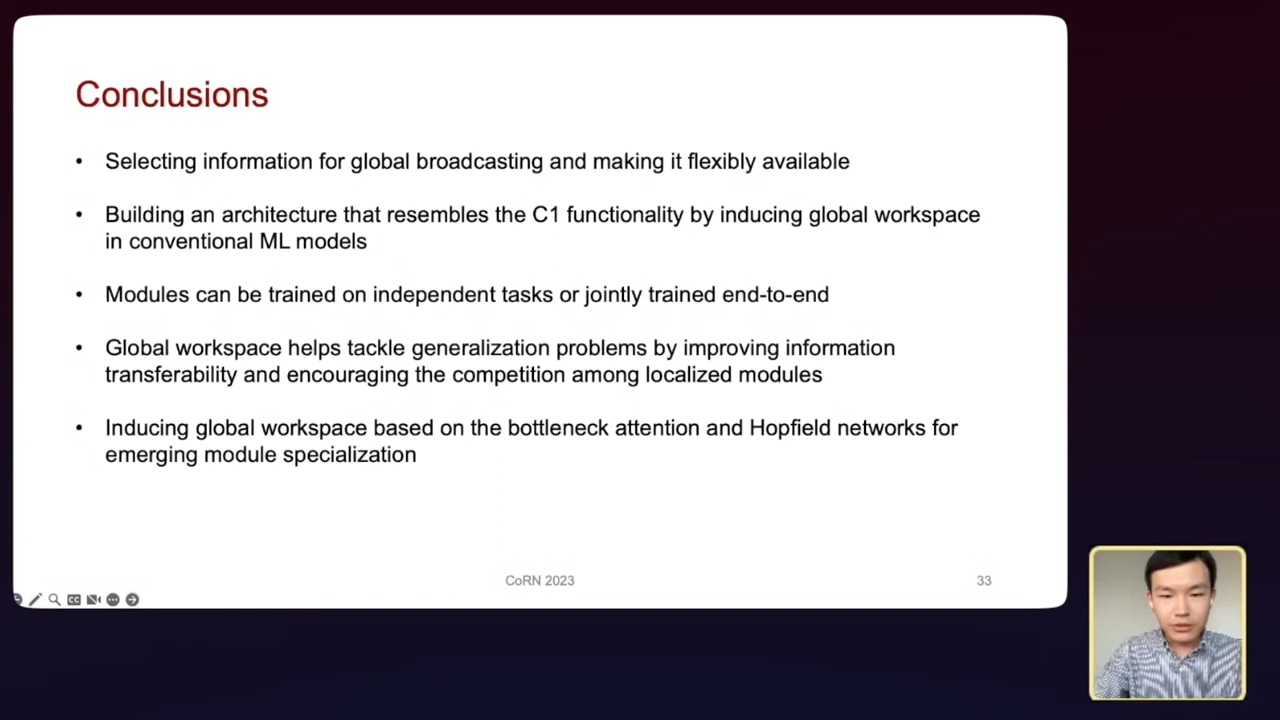 Conclusions
• Selecting information for global broadcasting and making it flexibly available
• Building an architecture that resembles the C1 functionality by inducing global workspace
in conventional ML models
• Modules can be trained on independent tasks or jointly trained end-to-end
• Global workspace helps tackle generalization problems by improving information
transferability and encouraging the competition among localized modules
• Inducing global workspace based on the bottleneck attention and Hopfield networks for
emerging module specialization
CoRN 2023
33
CC